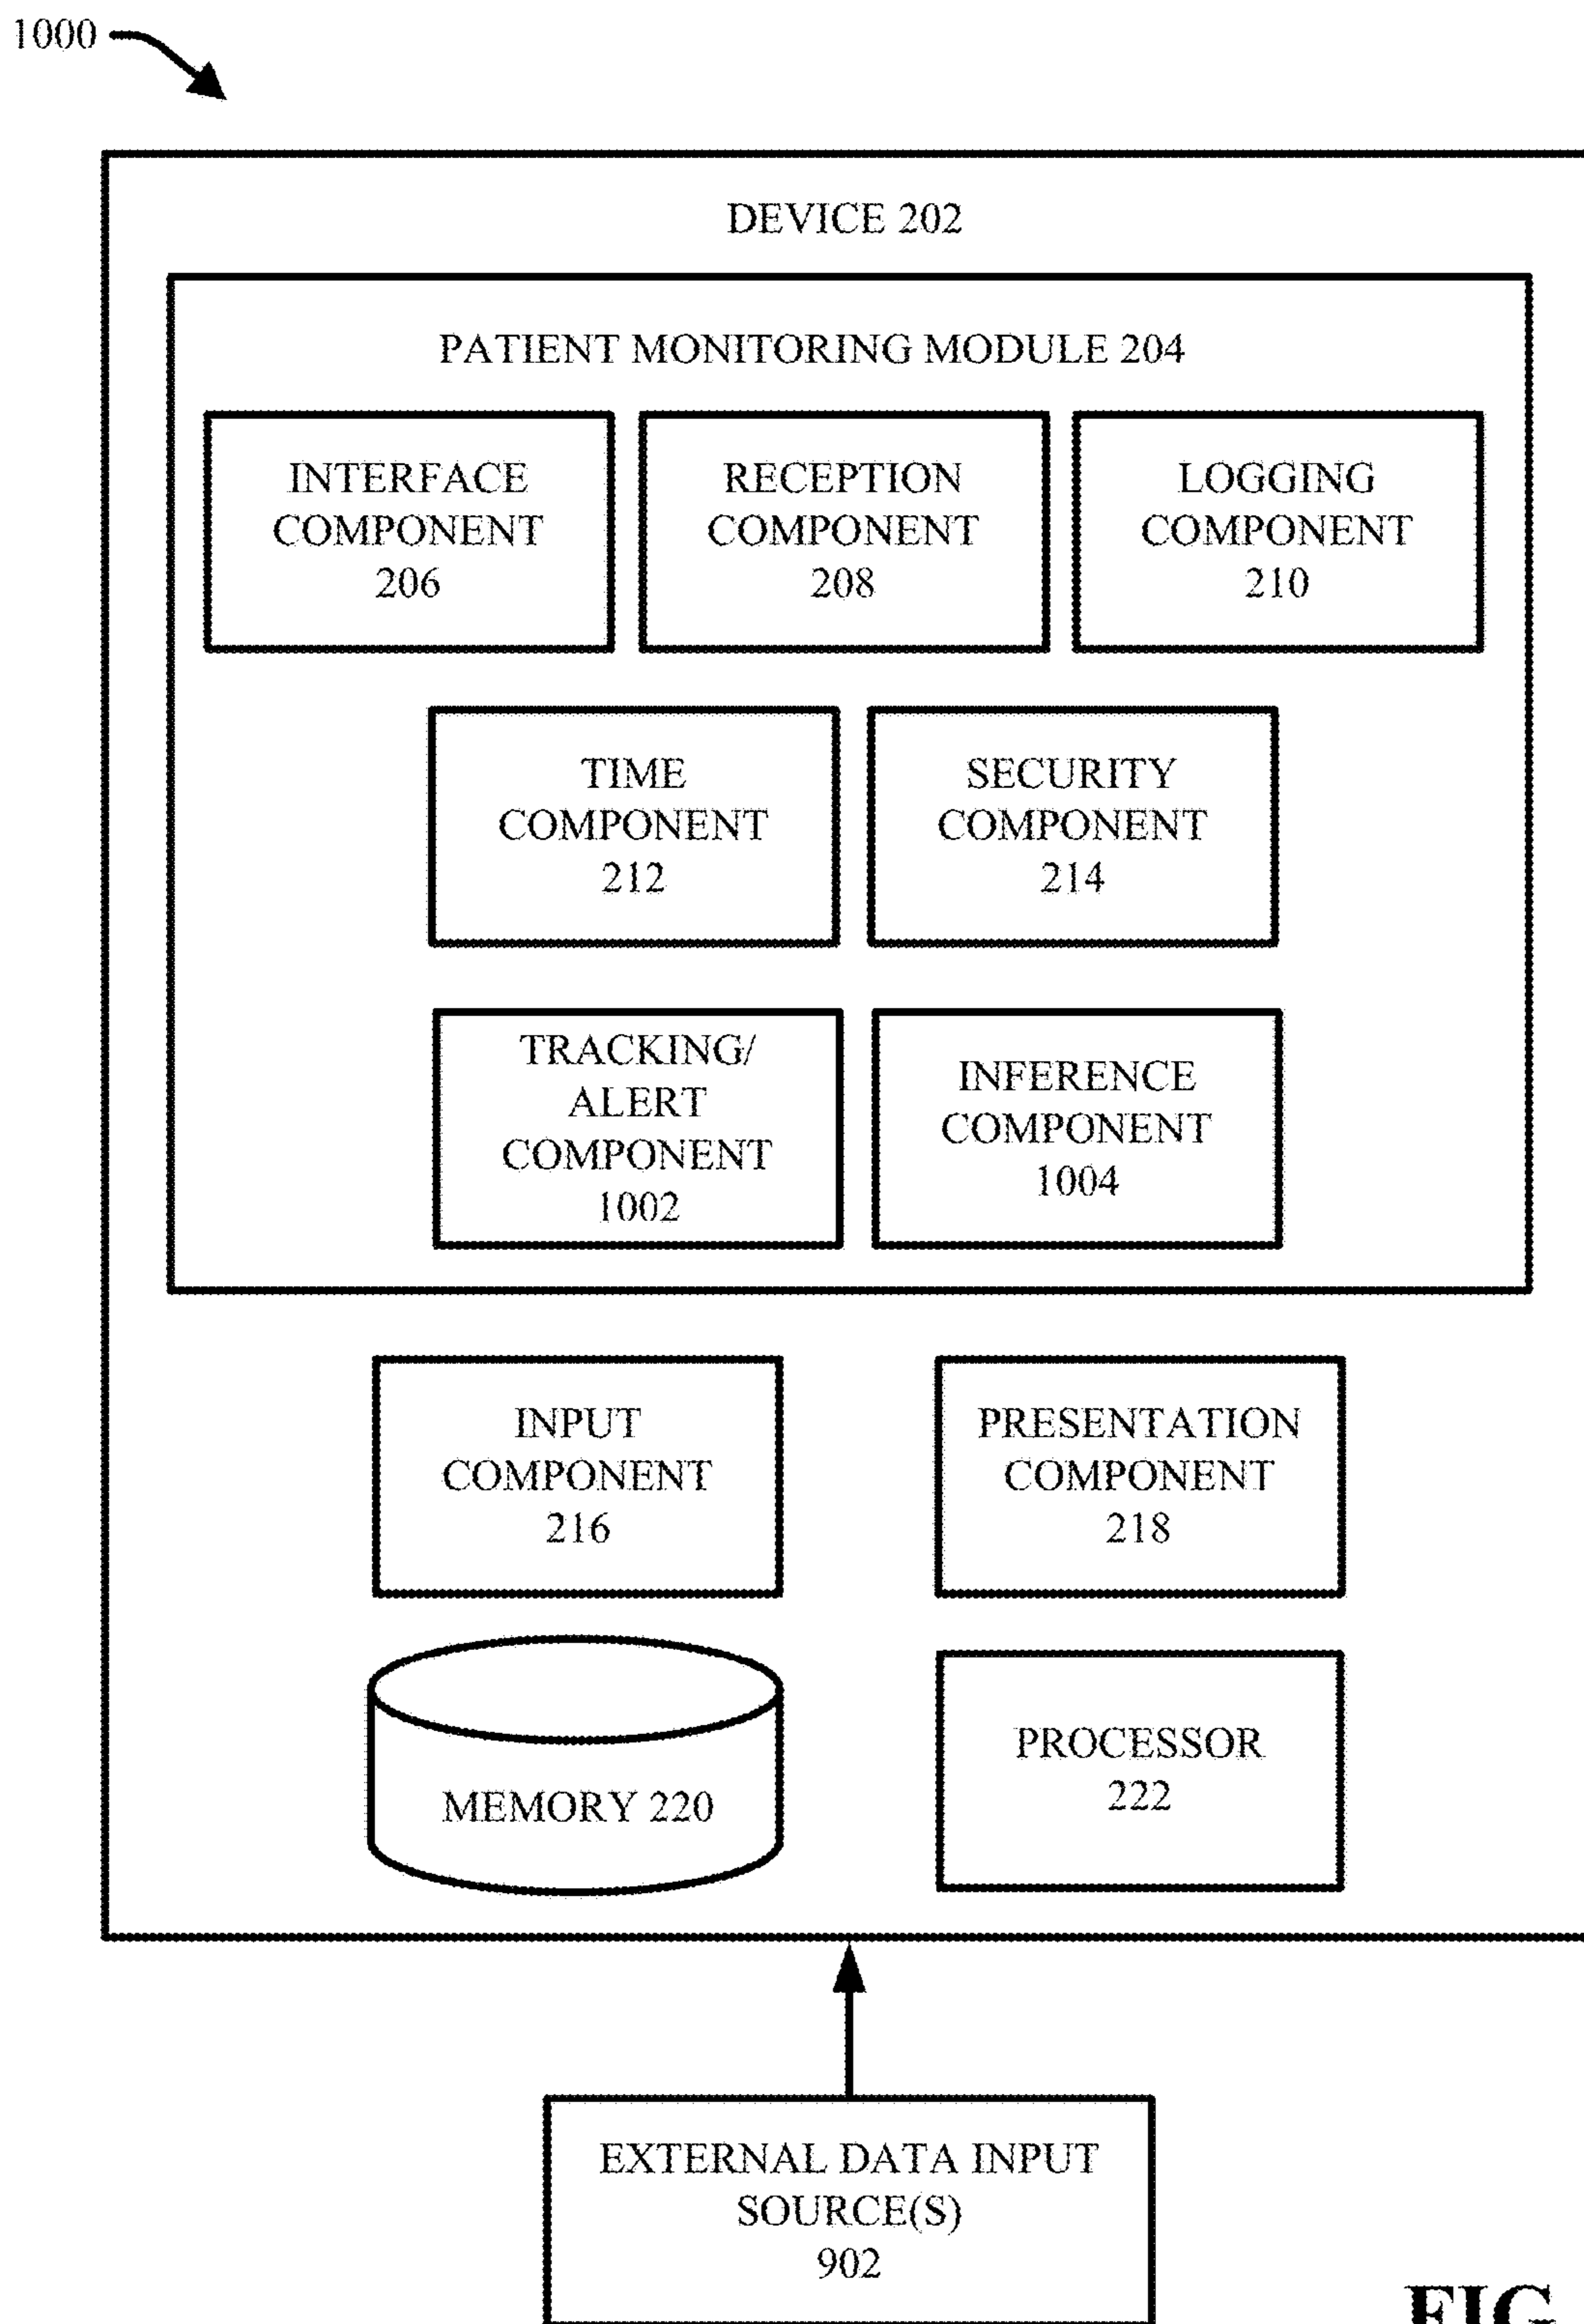 1000
DEVICE 202
PATIENT MONITORING MODULE 204
INTERFACE
COMPONENT
206
RECEPTION
COMPONENT
208
LOGGING
COMPONENT
210
TIME
COMPONENT
212
SECURITY
COMPONENT
214
TRACKING/
ALERT
COMPONENT
1002
INFERENCE
COMPONENT
1004
INPUT
COMPONENT
216
PRESENTATION
COMPONENT
218
MEMORY 220
PROCESSOR
222
EXTERNAL DATA INPUT
SOURCE(S)
902
FIG